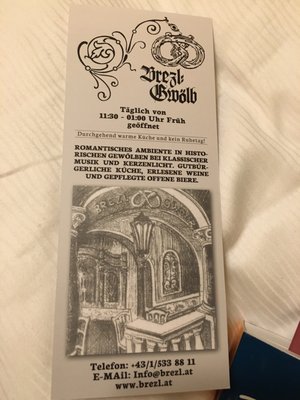 Brezl-
Gwölb
Täglich von
11:30 - 01:00 Uhr Früh
geöffnet
Durchgehend warme Küche und kein Ruhetag!
ROMANTISCHES AMBIENTE IN HISTO-
RISCHEN GEWÖLBEN BEI KLASSISCHER
MUSIK UND KERZENLICHT. GUTBÜR-
GERLICHE KÜCHE, ERLESENE WEINE
UND GEPFLEGTE OFFENE BIERE.
BREZL GWÖLB
Telefon: +43/1/533 88 11
E-MAil: Info@brezl.at
www.brezl.at